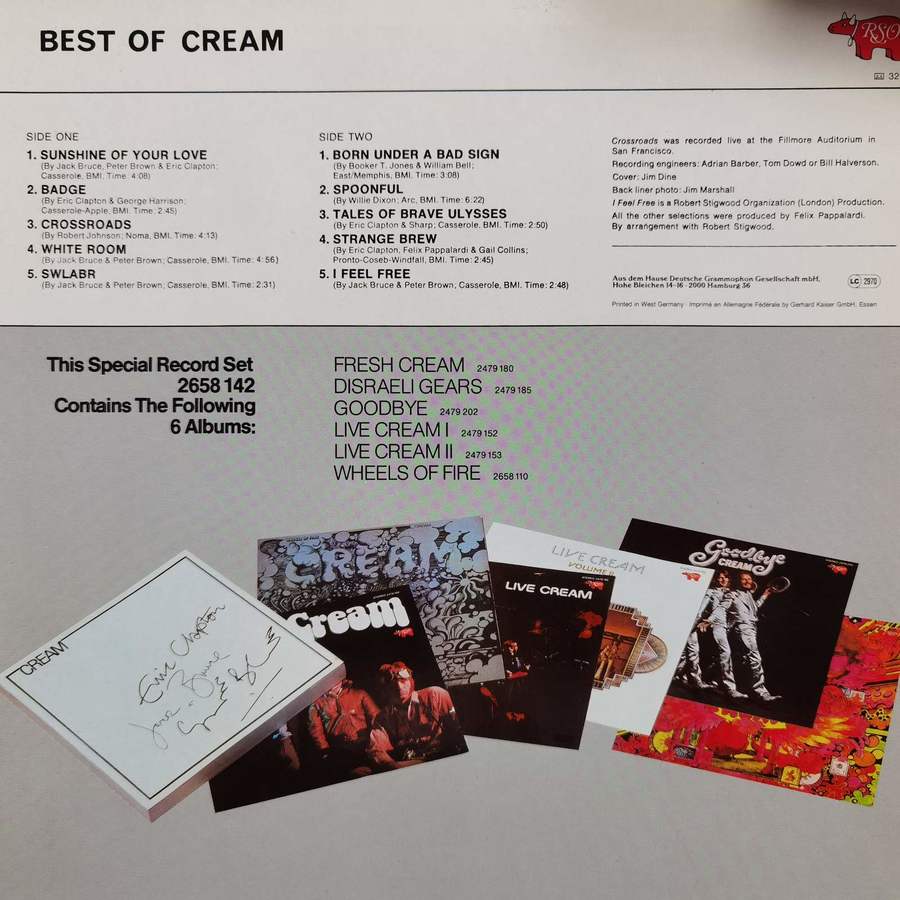 BEST OF CREAM
RSO
32
SIDE ONE
1. SUNSHINE OF YOUR LOVE
(By Jack Bruce, Peter Brown & Eric Clapton;
Casserole, BMI. Time: 4:08)
2. BADGE
(By Eric Clapton & George Harrison;
Casserole-Apple, BMI. Time: 2:45)
3. CROSSROADS
(By Robert Johnson; Noma, BMI. Time: 4:13)
4. WHITE ROOM
(By Jack Bruce & Peter Brown; Casserole, BMI. Time: 4:56)
5. SWLABR
(By Jack Bruce & Peter Brown; Casserole, BMI. Time: 2:31)
SIDE TWO
1. BORN UNDER A BAD SIGN
(By Booker T. Jones & William Bell;
East/Memphis, BMI. Time: 3:08)
2. SPOONFUL
(By Willie Dixon; Arc, BMI. Time: 6:22)
3. TALES OF BRAVE ULYSSES
(By Eric Clapton & Sharp; Casserole, BMI. Time: 2:50)
4. STRANGE BREW
(By Eric Clapton, Felix Pappalardi & Gail Collins;
Pronto-Coseb-Windfall, BMI. Time: 2:45)
5. I FEEL FREE
(By Jack Bruce & Peter Brown; Casserole, BMI. Time: 2:48)
Crossroads was recorded live at the Fillmore Auditorium in
San Francisco.
Recording engineers: Adrian Barber, Tom Dowd or Bill Halverson.
Cover: Jim Dine
Back liner photo: Jim Marshall
I Feel Free is a Robert Stigwood Organization (London) Production.
All the other selections were produced by Felix Pappalardi.
By arrangement with Robert Stigwood.
Aus dem Hause Deutsche Grammophon Gesellschaft mbH,
Hohe Bleichen 14-16 · 2000 Hamburg 36
LC 2970
Printed in West Germany · Imprimé en Allemagne Fédérale by Gerhard Kaiser GmbH, Essen
This Special Record Set
2658 142
Contains The Following
6 Albums:
FRESH CREAM 2479 180
DISRAELI GEARS 2479 185
GOODBYE 2479 202
LIVE CREAM I 2479 152
LIVE CREAM II 2479 153
WHEELS OF FIRE 2658 110
CREAM
Eric Clapton
Jack Bruce
CREAM
Cream
LIVE CREAM
LIVE CREAM
VOLUME II
Goodbye
CREAM